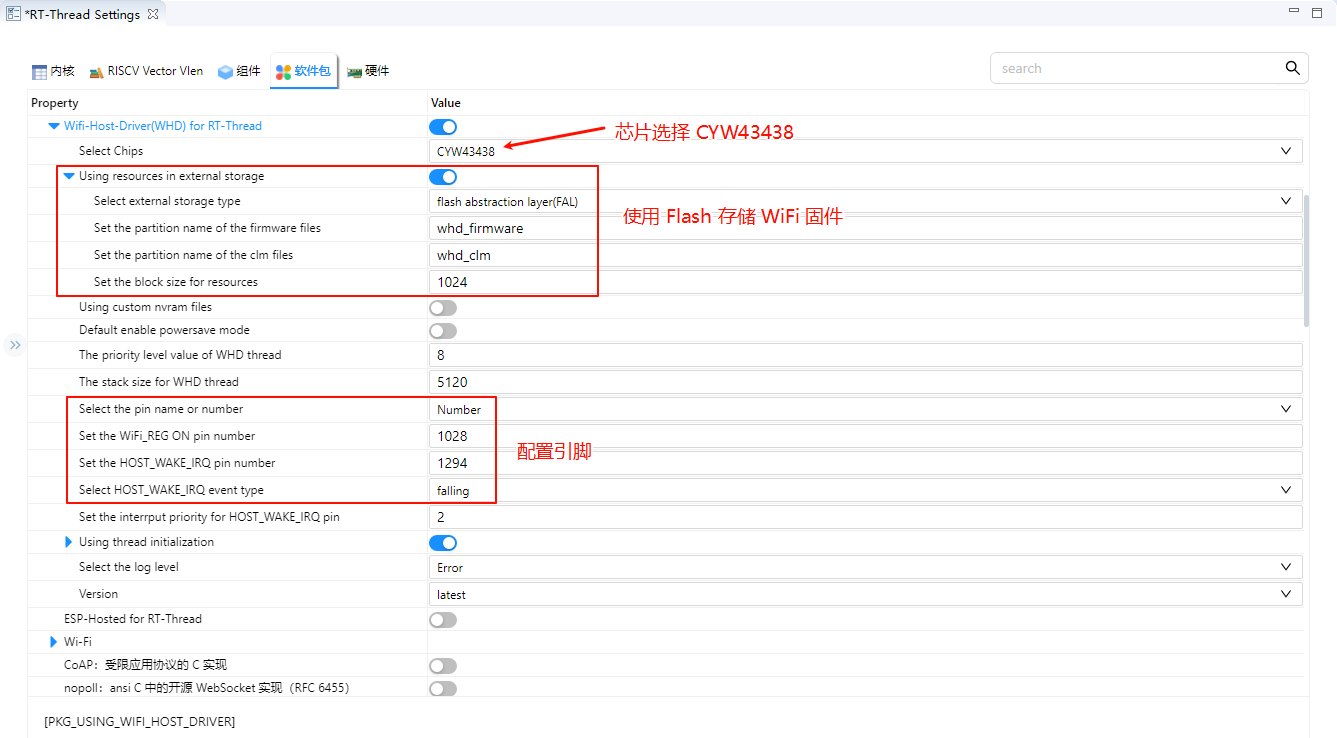 *RT-Thread Settings
内核 RISCV Vector Vlen 组件 软件包 硬件 search
Property Value
Wifi-Host-Driver(WHD) for RT-Thread
芯片选择 CYW43438
Select Chips CYW43438
Using resources in external storage
Select external storage type flash abstraction layer(FAL)
使用 Flash 存储 WiFi 固件
Set the partition name of the firmware files whd_firmware
Set the partition name of the clm files whd_clm
Set the block size for resources 1024
Using custom nvram files
Default enable powersave mode
The priority level value of WHD thread 8
The stack size for WHD thread 5120
Select the pin name or number Number
Set the WiFi_REG ON pin number 1028
配置引脚
Set the HOST_WAKE_IRQ pin number 1294
Select HOST_WAKE_IRQ event type falling
Set the interrput priority for HOST_WAKE_IRQ pin 2
Using thread initialization
Select the log level Error
Version latest
ESP-Hosted for RT-Thread
Wi-Fi
CoAP：受限应用协议的 C 实现
nopoll：ansi C 中的开源 WebSocket 实现（RFC 6455）
[PKG_USING_WIFI_HOST_DRIVER]